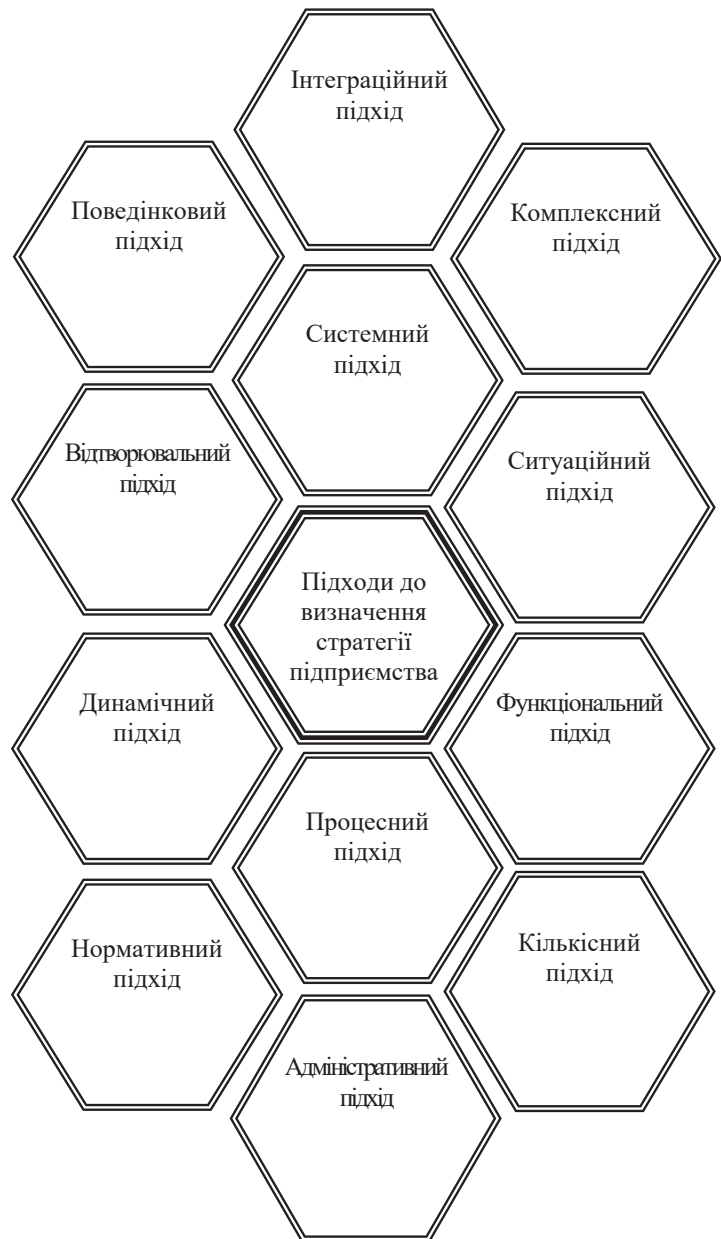 Інтеграційний
підхід
Поведінковий
підхід
Комплексний
підхід
Системний
підхід
Відтворювальний
підхід
Ситуаційний
підхід
Підходи до
визначення
стратегії
підприємства
Динамічний
підхід
Функціональний
підхід
Процесний
підхід
Нормативний
підхід
Кількісний
підхід
Адміністративний
підхід